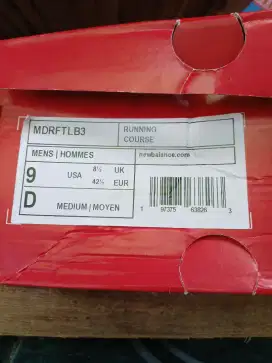 MDRFTLB3
RUNNING
COURSE
MENS | HOMMES
newbalance.com
9 USA 8½ UK
42½ EUR
D MEDIUM / MOYEN
1 97375 63826 3